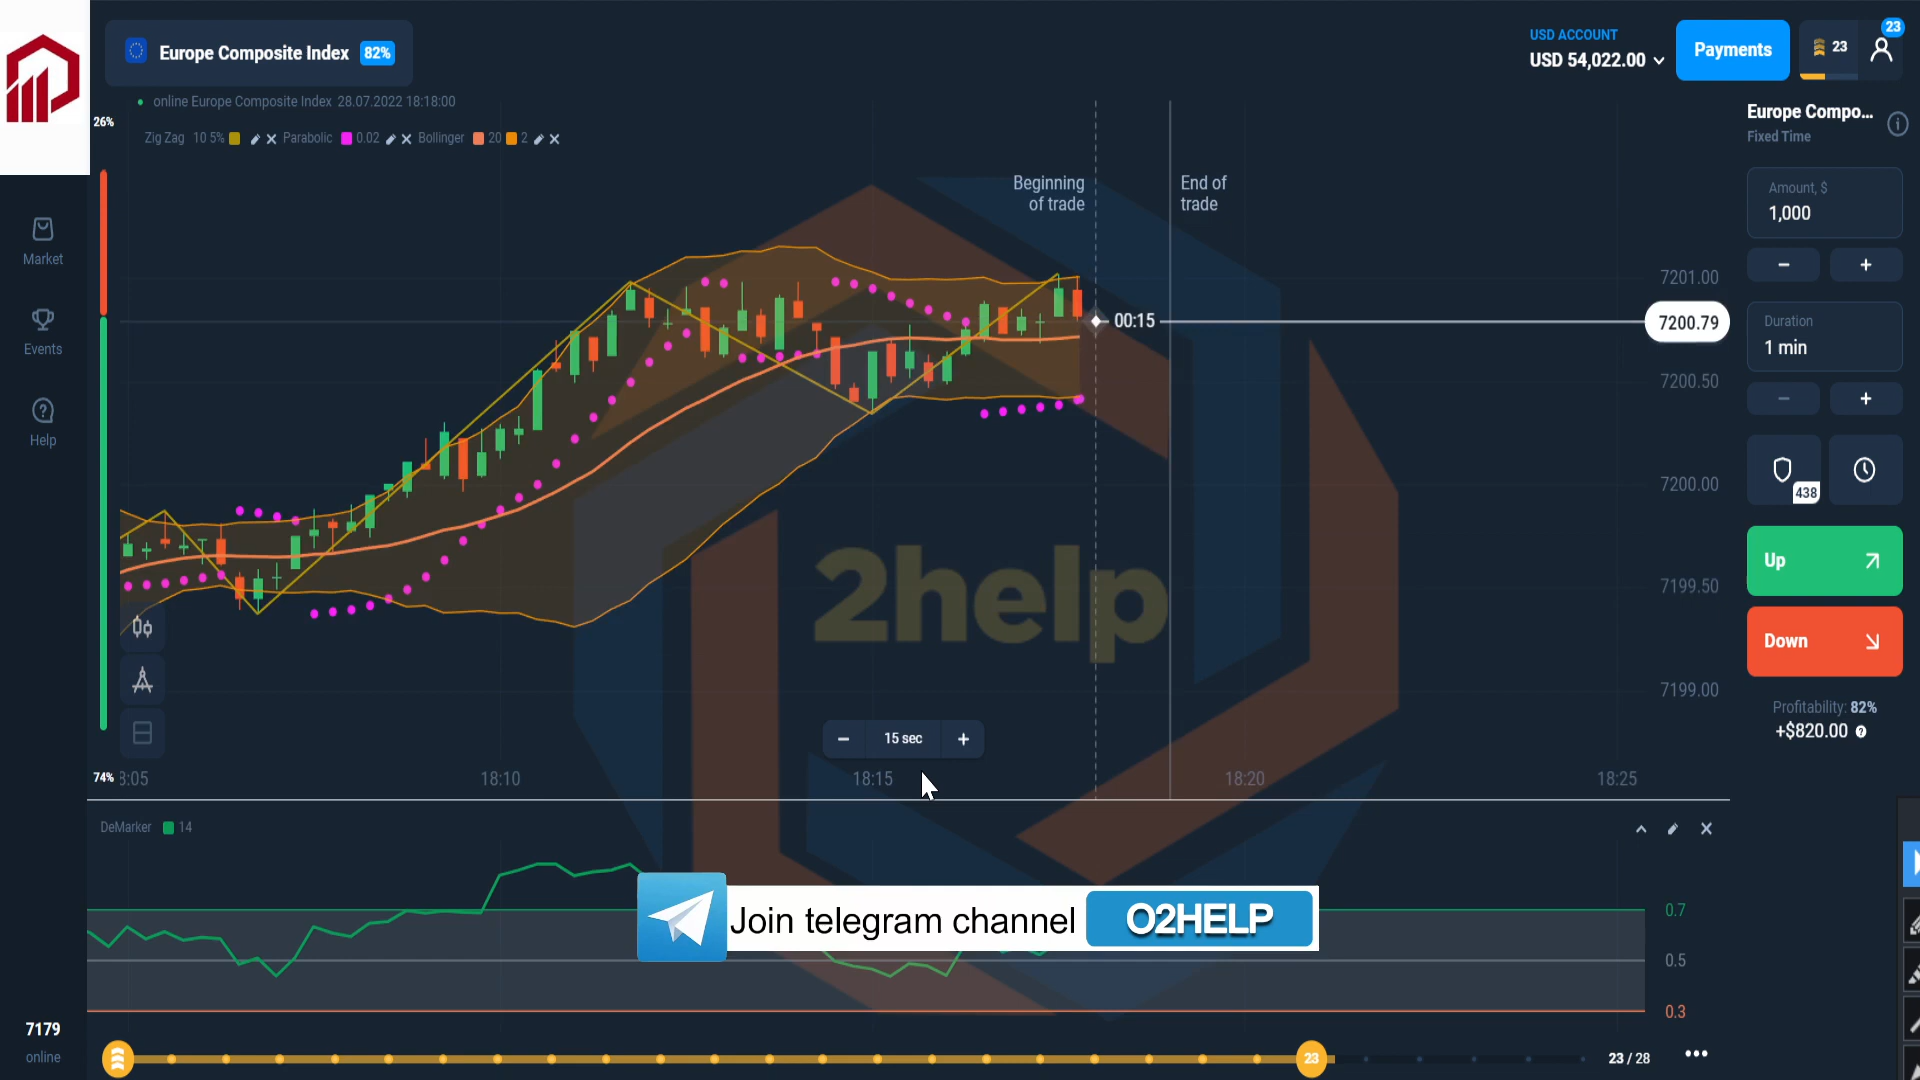 Europe Composite Index 82%
USD ACCOUNT
USD 54,022.00
Payments
23
23
online Europe Composite Index 28.07.2022 18:18:00
26%
Zig Zag 10 5% Parabolic 0.02 Bollinger 20 2
Europe Compo...
Fixed Time
Beginning of trade
End of trade
Amount, $
1,000
− +
Market
Events
Help
7201.00
00:15
7200.79
7200.50
7200.00
7199.50
7199.00
Duration
1 min
− +
438
Up
Down
Profitability: 82%
+$820.00
2help
− 15 sec +
74%
8:05
18:10
18:15
18:20
18:25
DeMarker 14
0.7
0.5
0.3
Join telegram channel O2HELP
7179
online
23
23 / 28